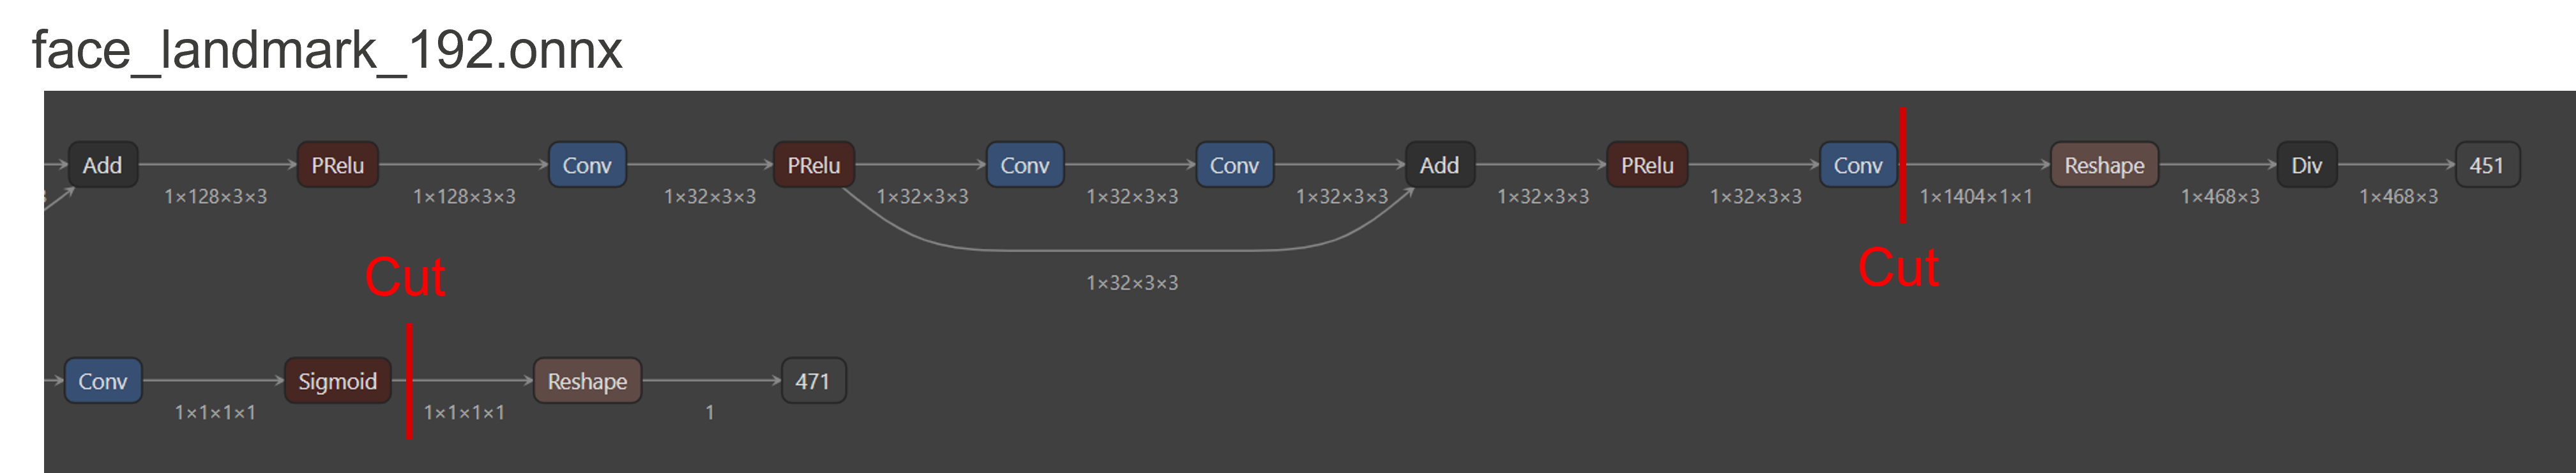 face_landmark_192.onnx
Add PRelu Conv PRelu Conv Conv Add PRelu Conv Reshape Div 451
1×128×3×3 1×128×3×3 1×32×3×3 1×32×3×3 1×32×3×3 1×32×3×3 1×32×3×3 1×32×3×3 1×1404×1×1 1×468×3 1×468×3
Cut Cut
1×32×3×3
Conv Sigmoid Reshape 471
1×1×1×1 1×1×1×1 1